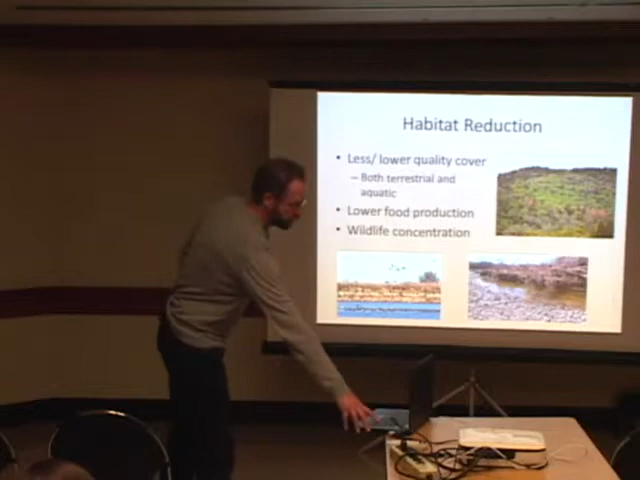 Habitat Reduction
• Less/ lower quality cover
– Both terrestrial and
aquatic
• Lower food production
• Wildlife concentration